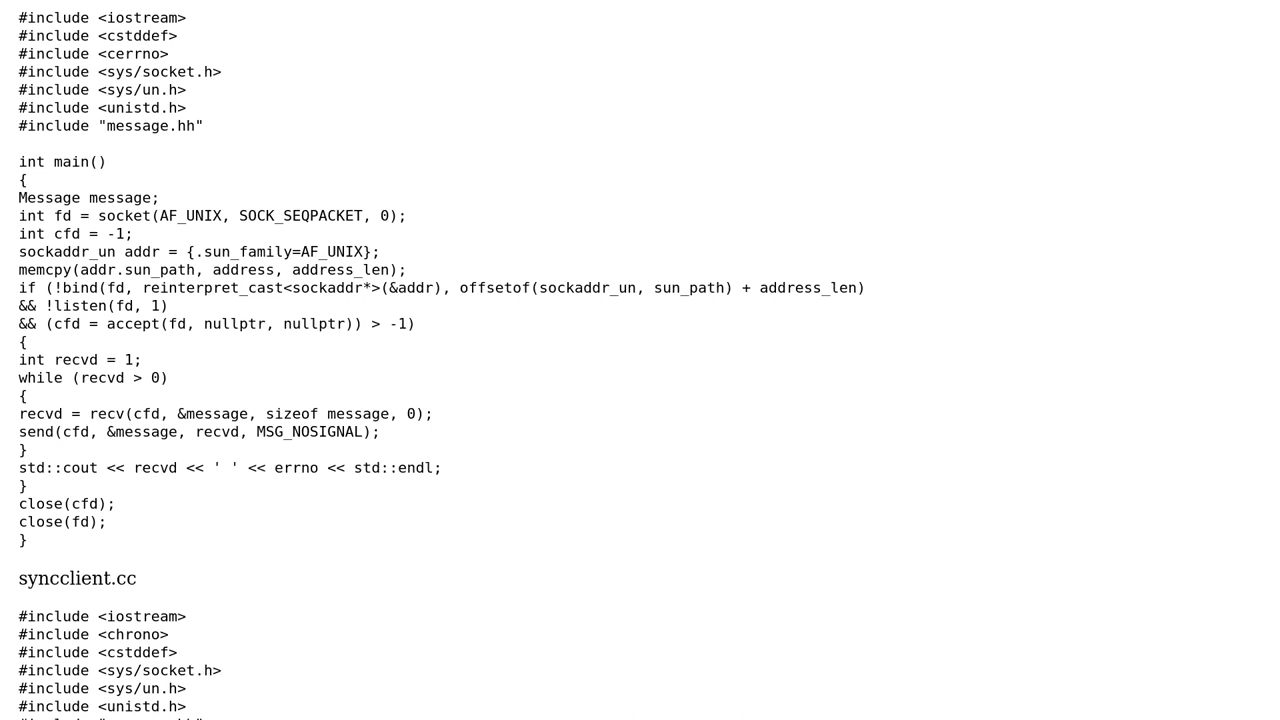 #include <iostream>
#include <cstddef>
#include <cerrno>
#include <sys/socket.h>
#include <sys/un.h>
#include <unistd.h>
#include "message.hh"

int main()
{
Message message;
int fd = socket(AF_UNIX, SOCK_SEQPACKET, 0);
int cfd = -1;
sockaddr_un addr = {.sun_family=AF_UNIX};
memcpy(addr.sun_path, address, address_len);
if (!bind(fd, reinterpret_cast<sockaddr*>(&addr), offsetof(sockaddr_un, sun_path) + address_len)
&& !listen(fd, 1)
&& (cfd = accept(fd, nullptr, nullptr)) > -1)
{
int recvd = 1;
while (recvd > 0)
{
recvd = recv(cfd, &message, sizeof message, 0);
send(cfd, &message, recvd, MSG_NOSIGNAL);
}
std::cout << recvd << ' ' << errno << std::endl;
}
close(cfd);
close(fd);
}

syncclient.cc

#include <iostream>
#include <chrono>
#include <cstddef>
#include <sys/socket.h>
#include <sys/un.h>
#include <unistd.h>